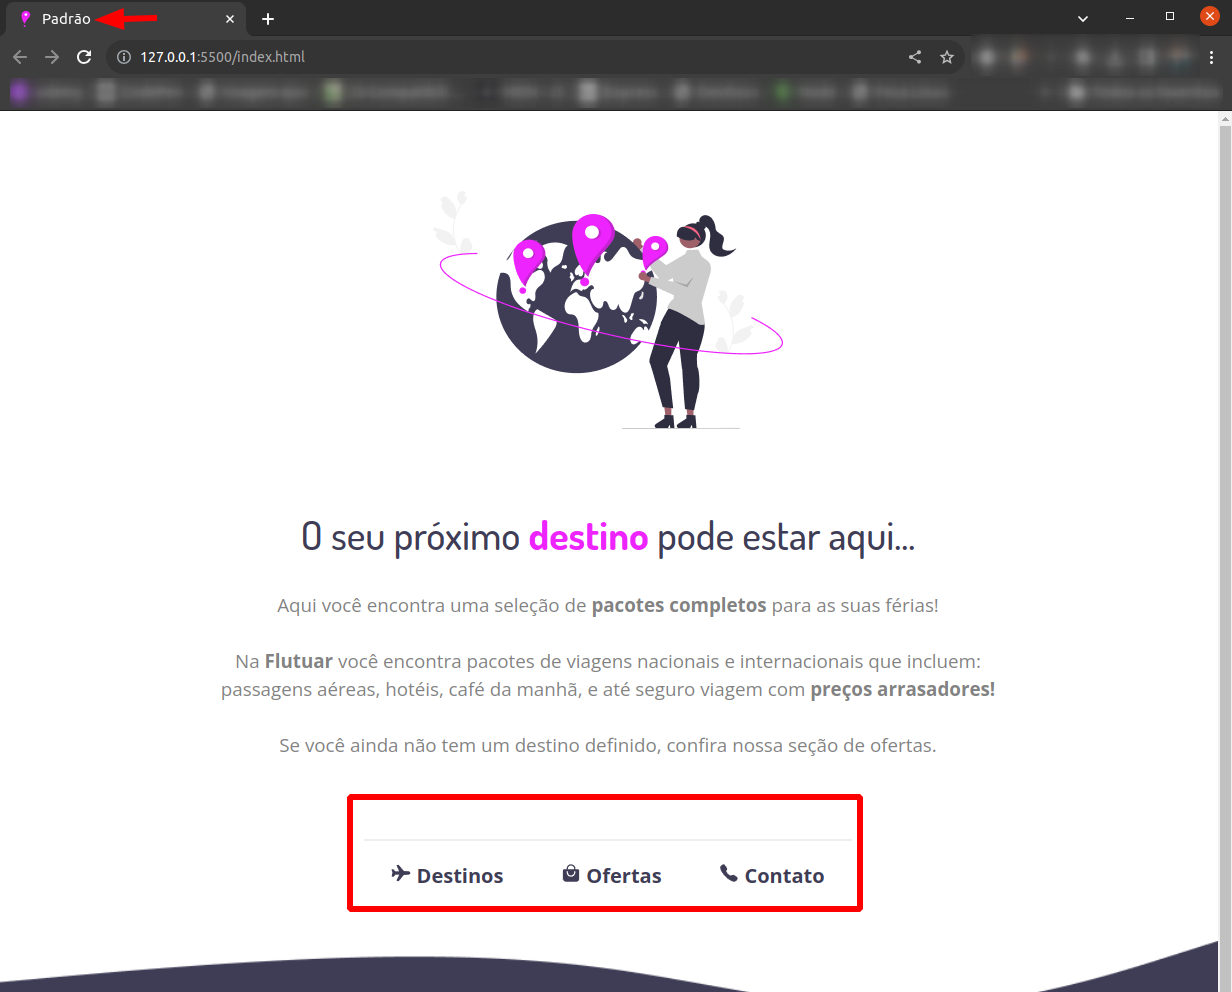 Padrão
127.0.0.1:5500/index.html
O seu próximo destino pode estar aqui...
Aqui você encontra uma seleção de pacotes completos para as suas férias!
Na Flutuar você encontra pacotes de viagens nacionais e internacionais que incluem:
passagens aéreas, hotéis, café da manhã, e até seguro viagem com preços arrasadores!
Se você ainda não tem um destino definido, confira nossa seção de ofertas.
Destinos Ofertas Contato